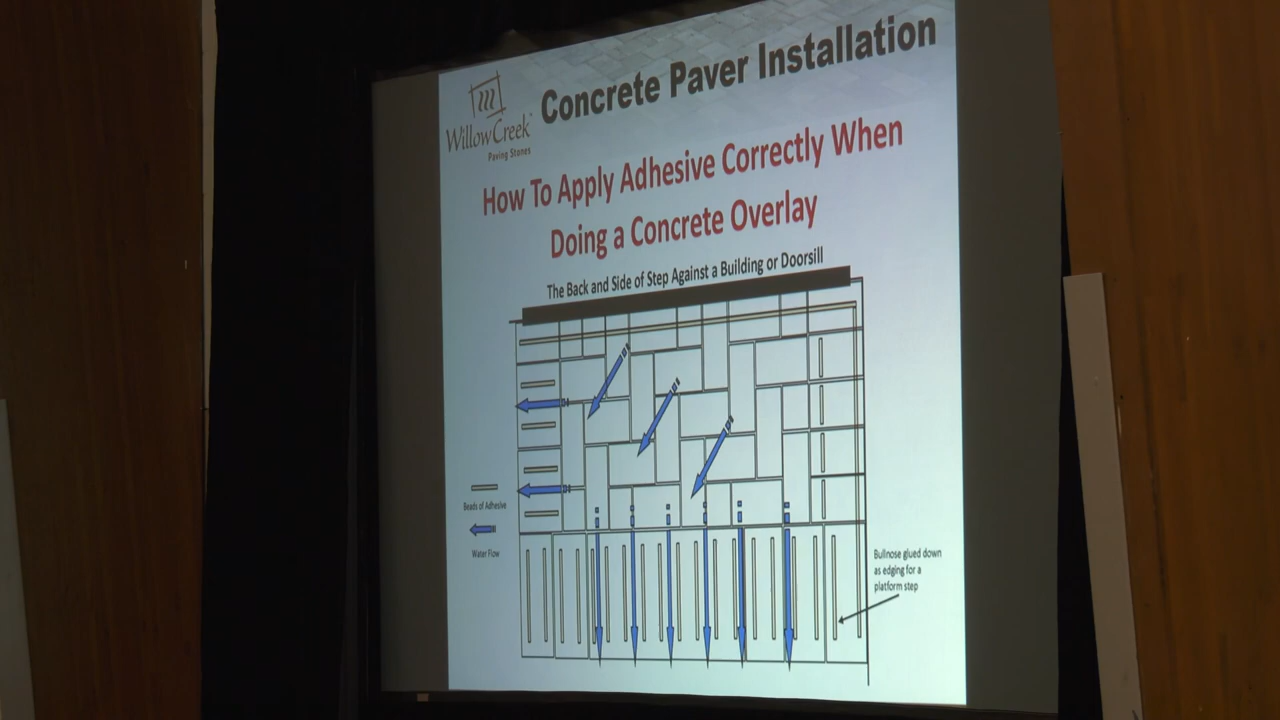 Concrete Paver Installation
WillowCreek
Paving Stones
How To Apply Adhesive Correctly When
Doing a Concrete Overlay
The Back and Side of Step Against a Building or Doorsill
Beads of Adhesive
Water Flow
Bullnose glued down
as edging for a
platform step